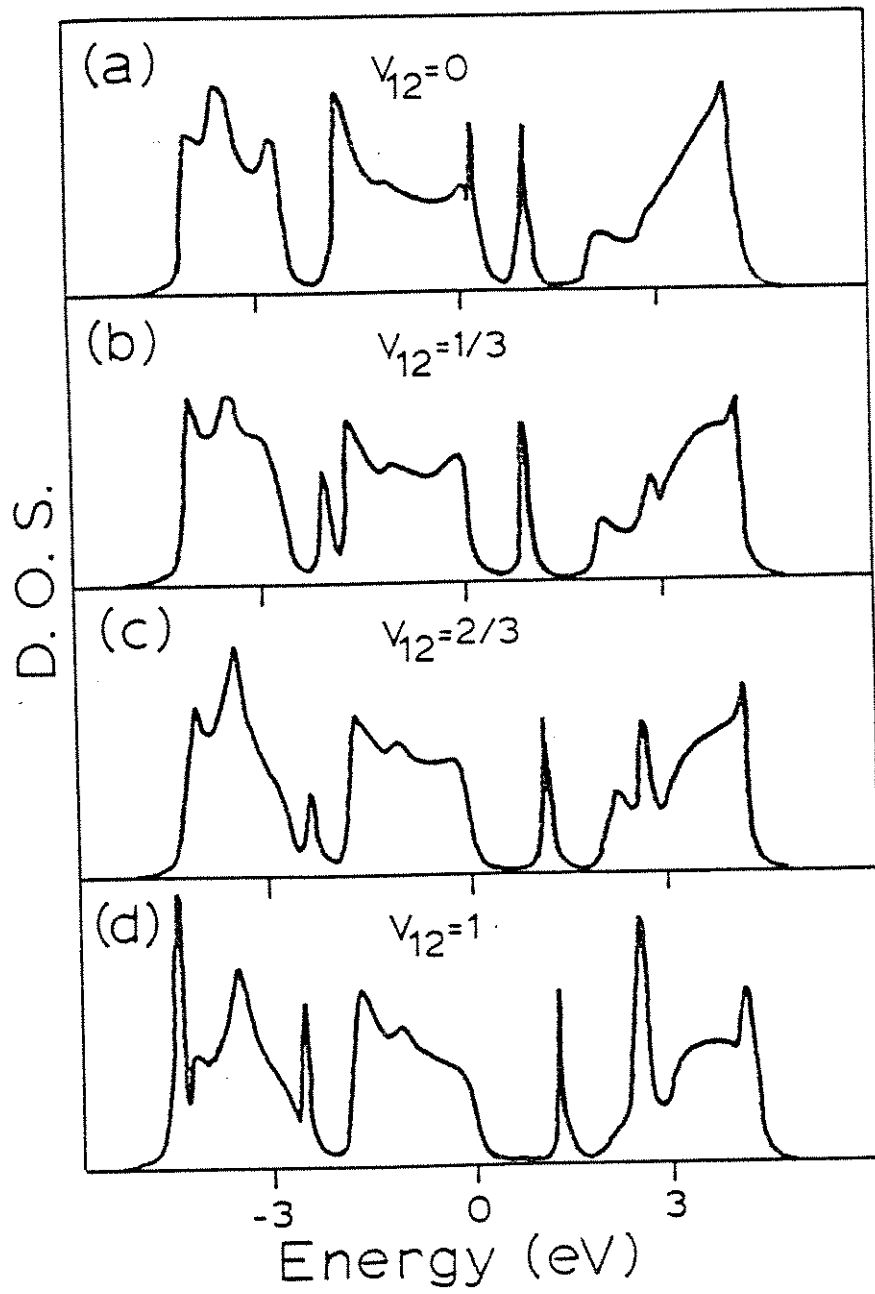 (a)
V12=0
(b)
V12=1/3
(c)
V12=2/3
(d)
V12=1
D. O. S.
-3 0 3
Energy (eV)